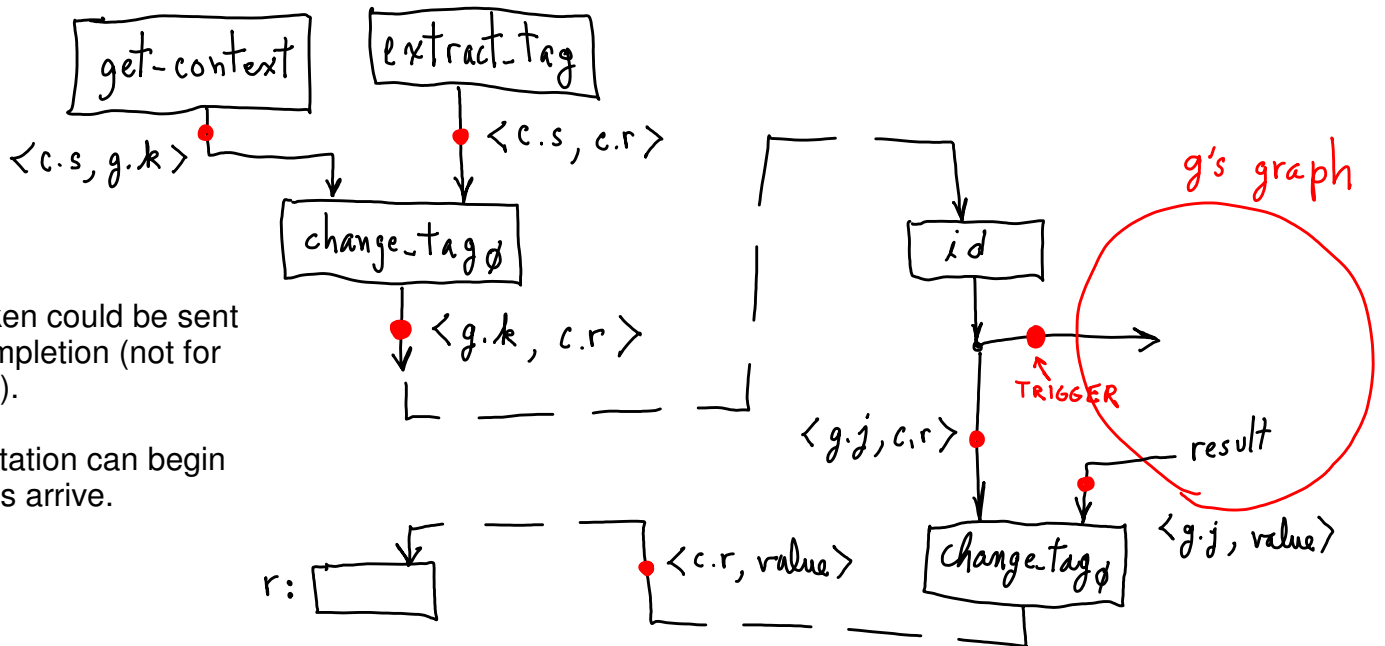 get-context
extract_tag
<c.s, g.k>
<c.s, c.r>
change_tag ø
<g.k, c.r>
ken could be sent
mpletion (not for
).
tation can begin
s arrive.
id
g's graph
TRIGGER
<g.j, c.r>
result
change_tag ø
<g.j, value>
<c.r, value>
r: